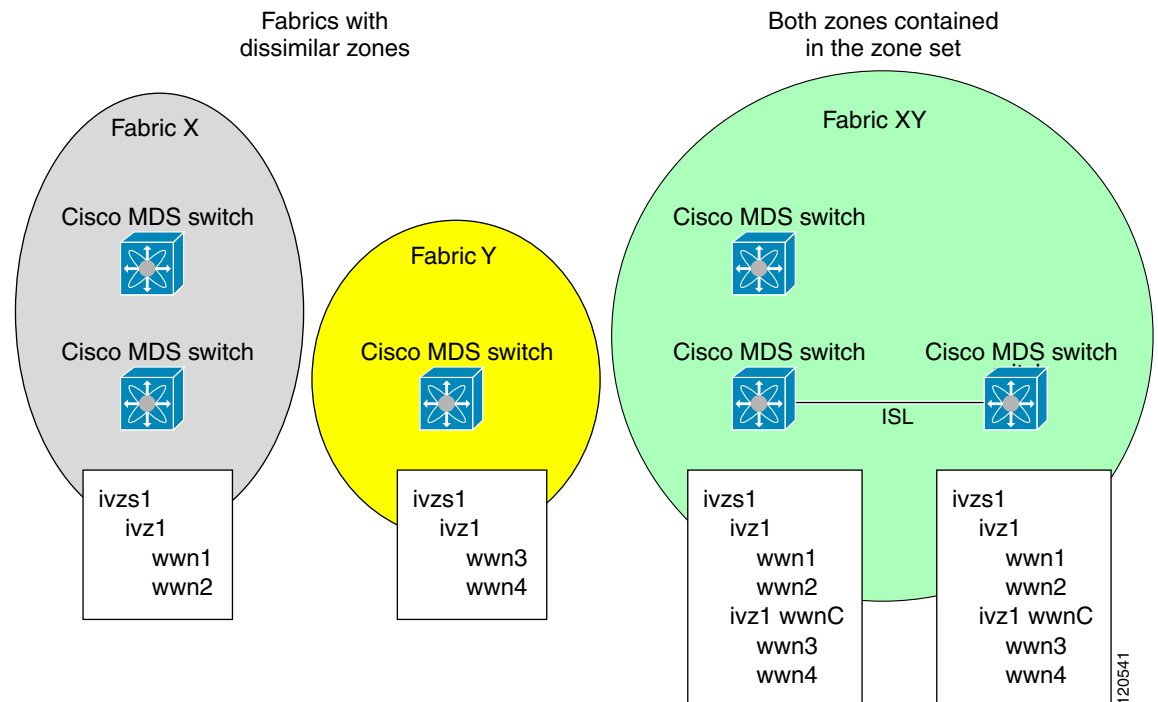 Fabrics with
dissimilar zones
Both zones contained
in the zone set
Fabric X
Cisco MDS switch
Cisco MDS switch
ivzs1
ivz1
wwn1
wwn2
Fabric Y
Cisco MDS switch
ivzs1
ivz1
wwn3
wwn4
Fabric XY
Cisco MDS switch
Cisco MDS switch
Cisco MDS switch
ISL
ivzs1
ivz1
wwn1
wwn2
ivz1 wwnC
wwn3
wwn4
ivzs1
ivz1
wwn1
wwn2
ivz1 wwnC
wwn3
wwn4
120541